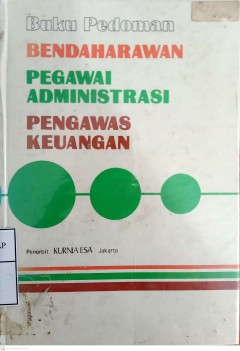 Buku Pedoman
BENDAHARAWAN
PEGAWAI
ADMINISTRASI
PENGAWAS
KEUANGAN
Penerbit KURNIA ESA Jakarta